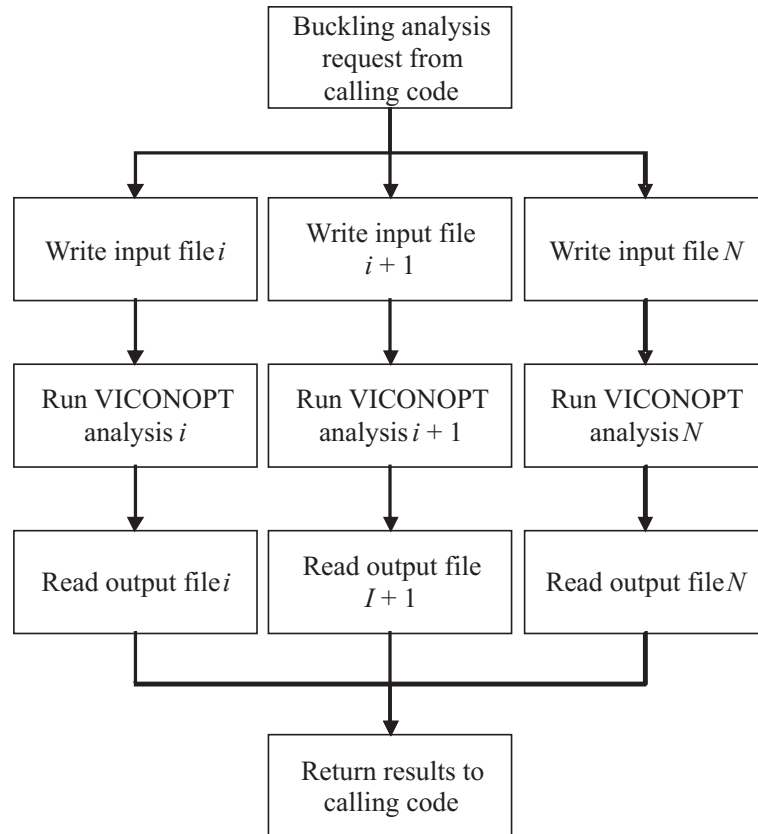 Buckling analysis
request from
calling code
Write input file i
Write input file
i + 1
Write input file N
Run VICONOPT
analysis i
Run VICONOPT
analysis i + 1
Run VICONOPT
analysis N
Read output file i
Read output file
I + 1
Read output file N
Return results to
calling code